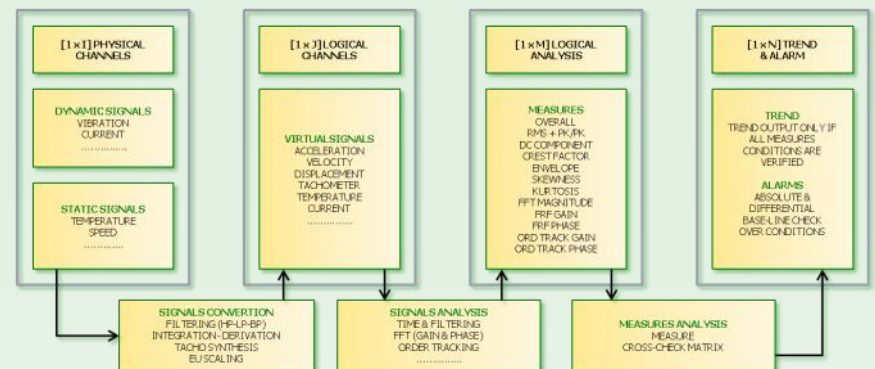 [1 x I] PHYSICAL
CHANNELS
DYNAMIC SIGNALS
VIBRATION
CURRENT
...............
STATIC SIGNALS
TEMPERATURE
SPEED
..............
[1 x J] LOGICAL
CHANNELS
VIRTUAL SIGNALS
ACCELERATION
VELOCITY
DISPLACEMENT
TACHOMETER
TEMPERATURE
CURRENT
...............
[1 x M] LOGICAL
ANALYSIS
MEASURES
OVERALL
RMS + PK/PK
DC COMPONENT
CREST FACTOR
ENVELOPE
SKEWNESS
KURTOSIS
FFT MAGNITUDE
FRF GAIN
FRF PHASE
ORD TRACK GAIN
ORD TRACK PHASE
[1 x N] TREND
& ALARM
TREND
TREND OUTPUT ONLY IF
ALL MEASURES
CONDITIONS ARE
VERIFIED
ALARMS
ABSOLUTE &
DIFFERENTIAL
BASE-LINE CHECK
OVER CONDITIONS
SIGNALS CONVERTION
FILTERING (HP-LP-BP)
INTEGRATION - DERIVATION
TACHO SYNTHESIS
EU SCALING
SIGNALS ANALYSIS
TIME & FILTERING
FFT (GAIN & PHASE)
ORDER TRACKING
...............
MEASURES ANALYSIS
MEASURE
CROSS-CHECK MATRIX